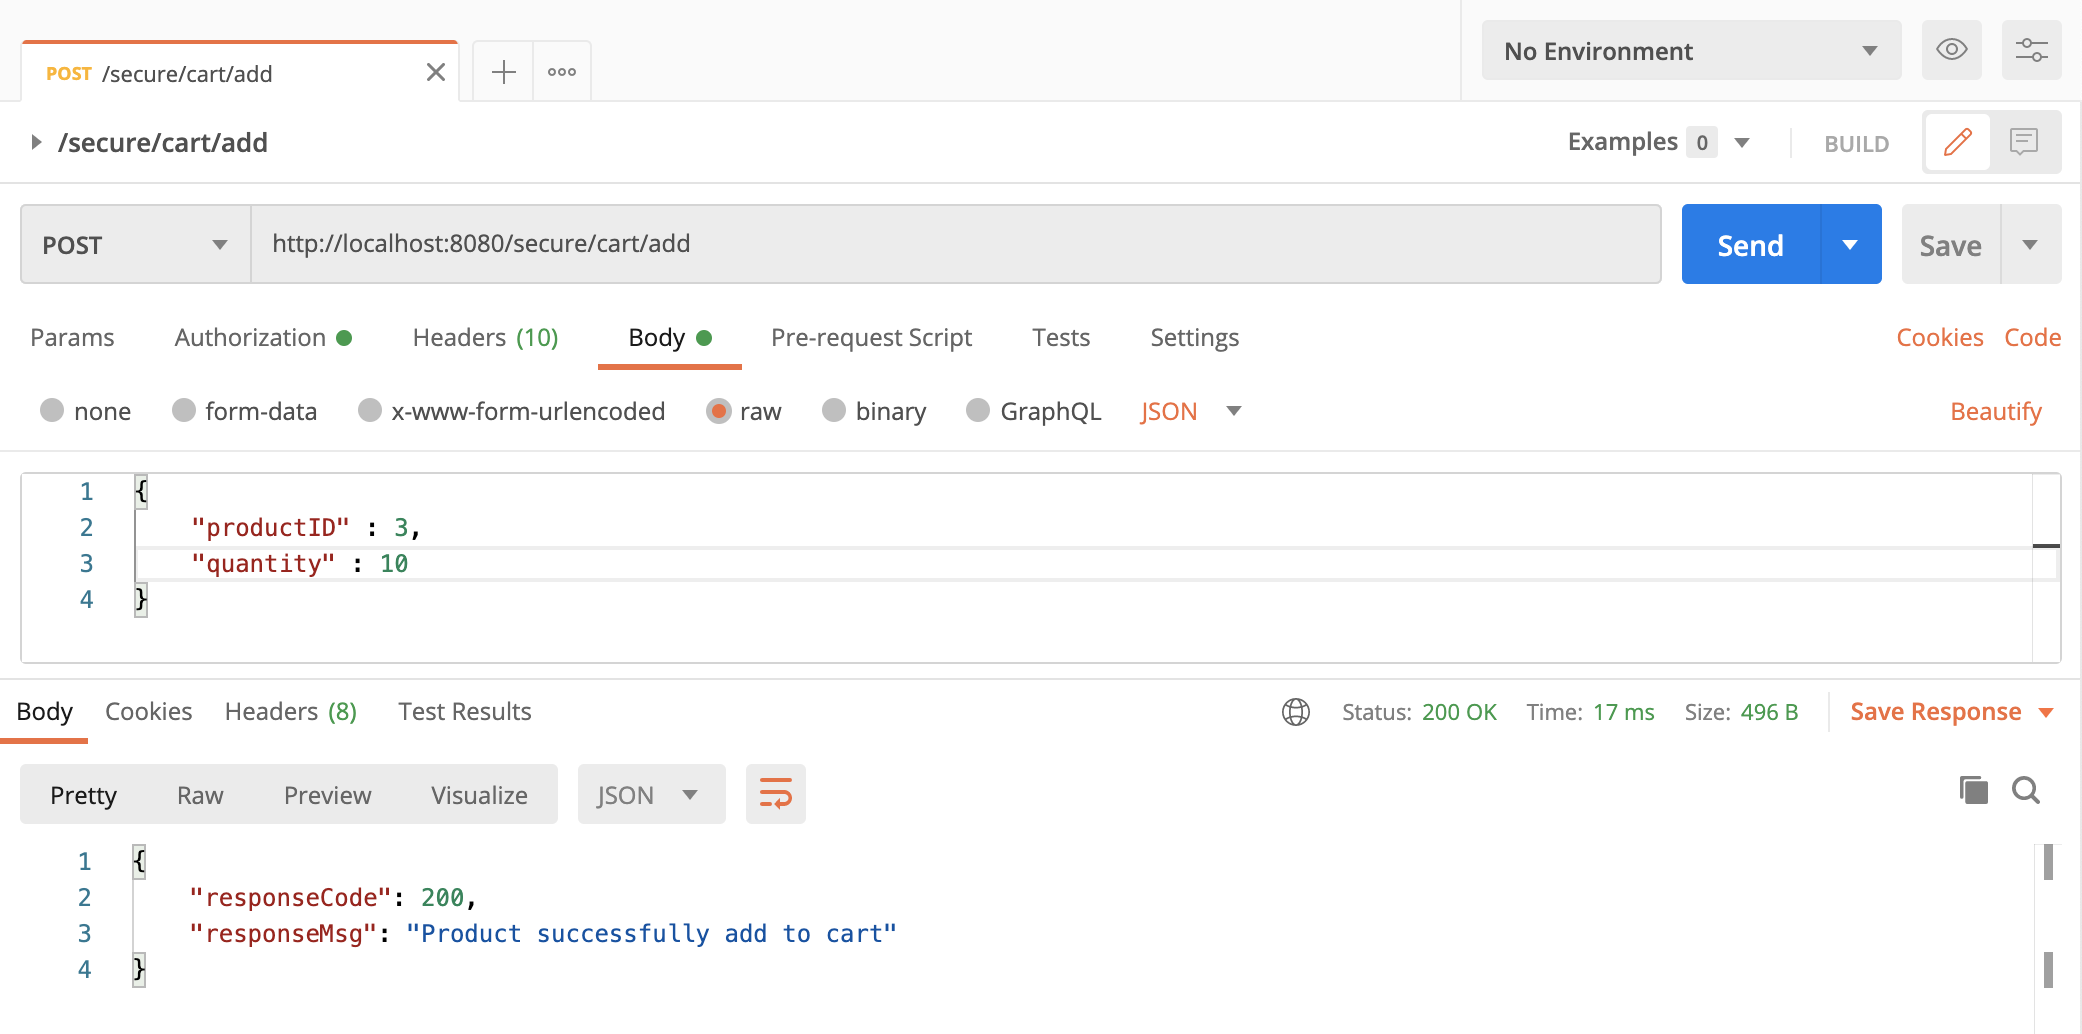 POST /secure/cart/add
No Environment
/secure/cart/add
Examples 0 BUILD
POST http://localhost:8080/secure/cart/add Send Save
Params Authorization Headers (10) Body Pre-request Script Tests Settings Cookies Code
none form-data x-www-form-urlencoded raw binary GraphQL JSON Beautify
1 {
2 "productID" : 3,
3 "quantity" : 10
4 }
Body Cookies Headers (8) Test Results Status: 200 OK Time: 17 ms Size: 496 B Save Response
Pretty Raw Preview Visualize JSON
1 {
2 "responseCode": 200,
3 "responseMsg": "Product successfully add to cart"
4 }